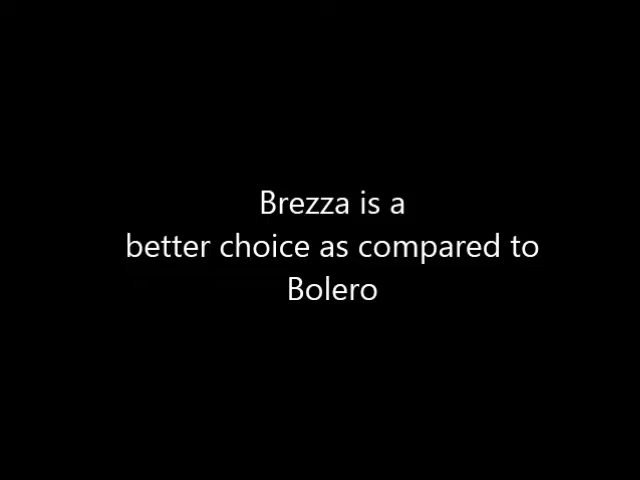 Brezza is a
better choice as compared to
Bolero